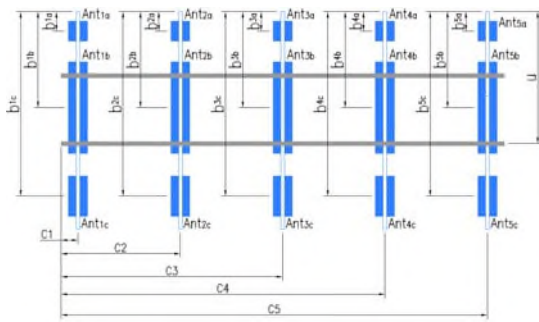 b1a Ant1a b2a Ant2a b3a Ant3a b4a Ant4a b5a Ant5a
b1b Ant1b b2b Ant2b b3b Ant3b b4b Ant4b b5b Ant5b
b1c b2c b3c b4c b5c u
Ant1c Ant2c Ant3c Ant4c Ant5c
C1
C2
C3
C4
C5